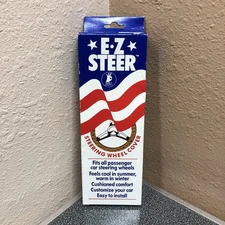 E·Z
STEER
STEERING WHEEL COVER
Fits all passenger
car steering wheels
Feels cool in summer,
warm in winter
Cushioned comfort
Customize your car
Easy to install